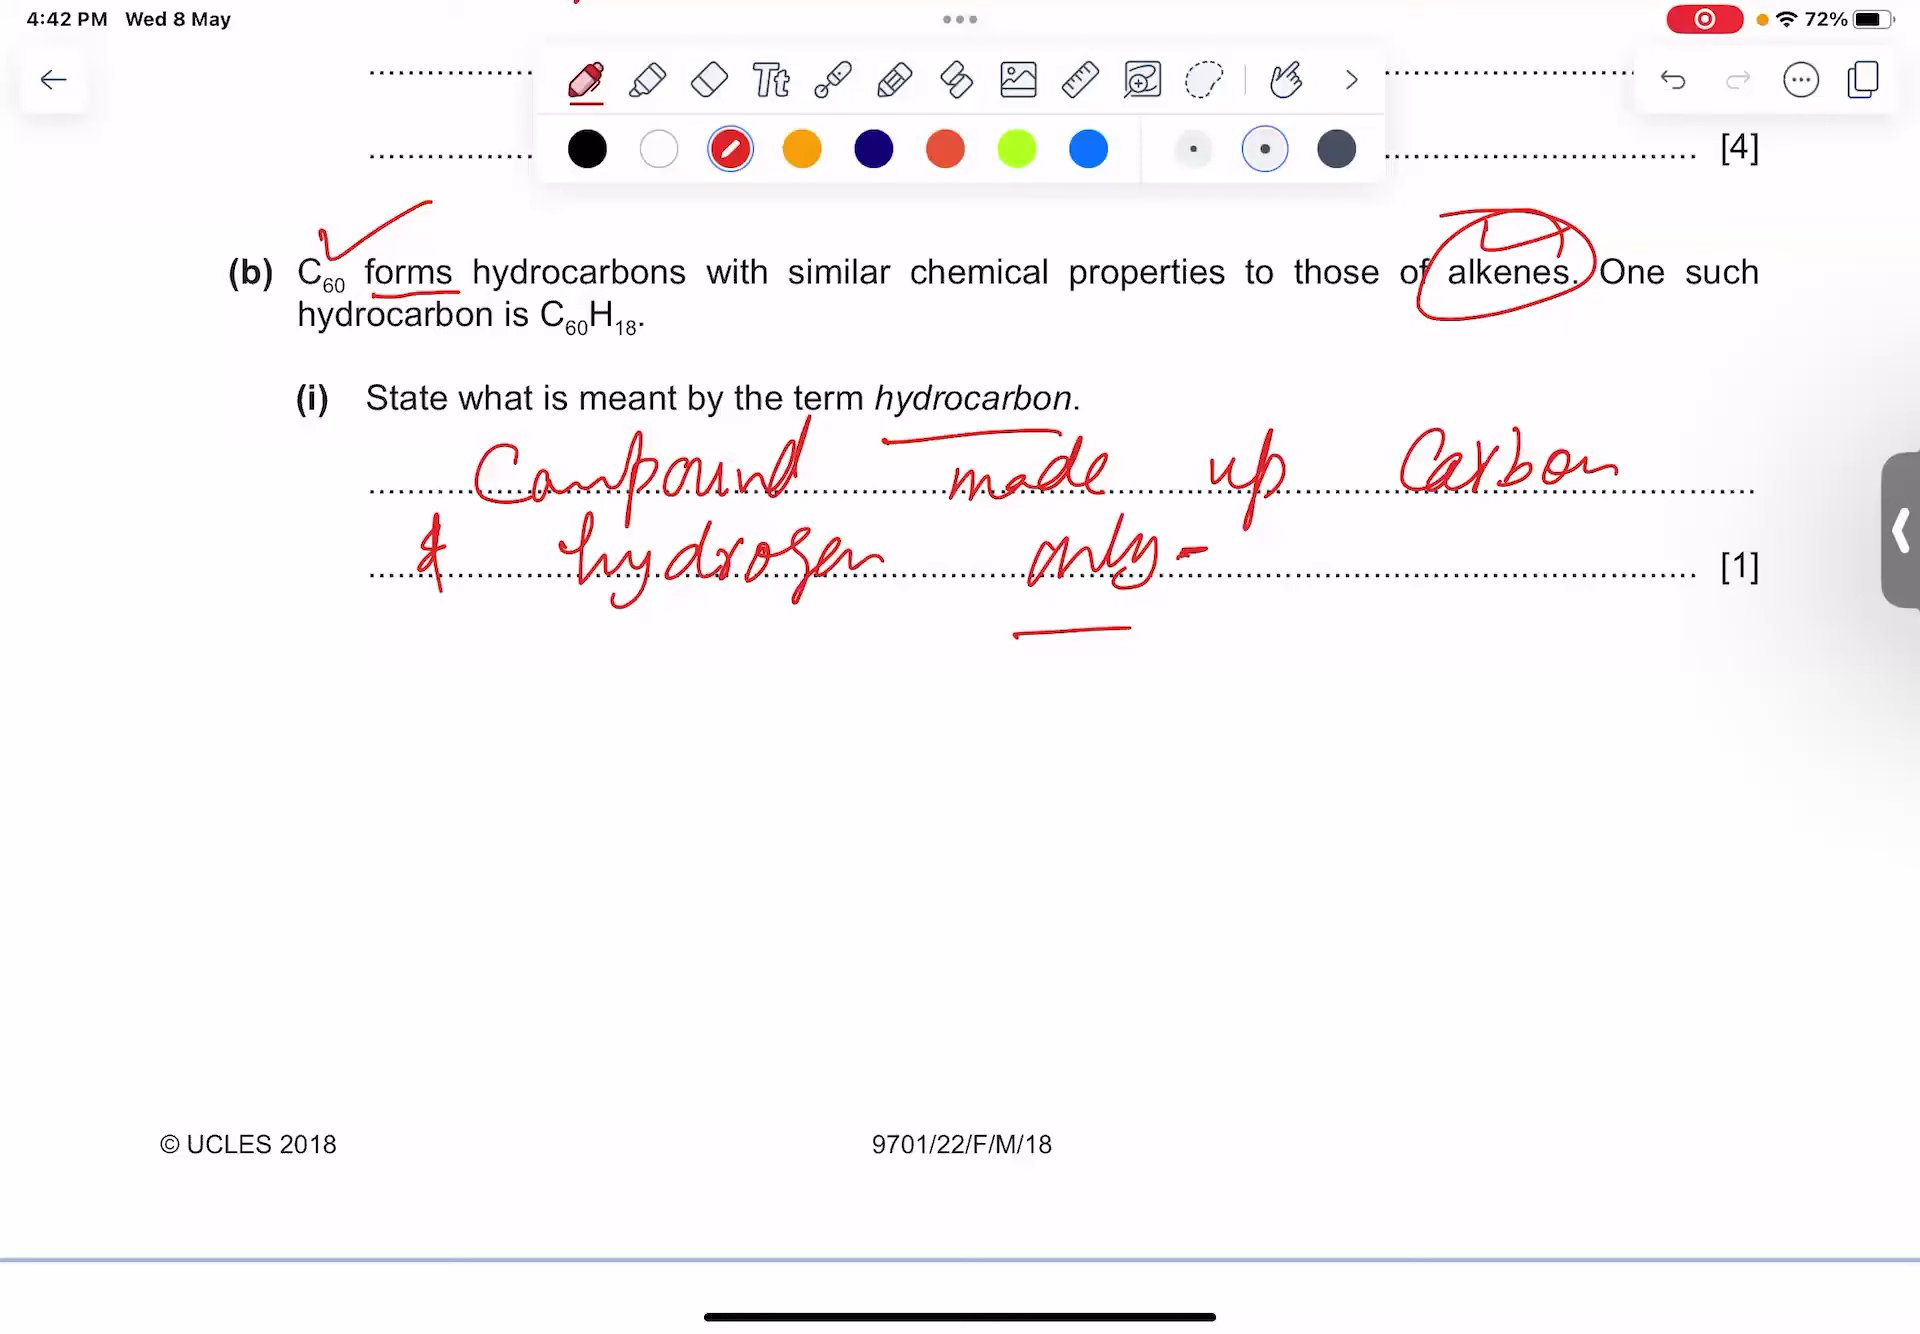 4:42 PM Wed 8 May
72%
Tt
[4]
(b) C60 forms hydrocarbons with similar chemical properties to those of alkenes. One such
hydrocarbon is C60H18.
(i) State what is meant by the term hydrocarbon.
Compound made up Carbon
& hydrogen only-
[1]
© UCLES 2018
9701/22/F/M/18